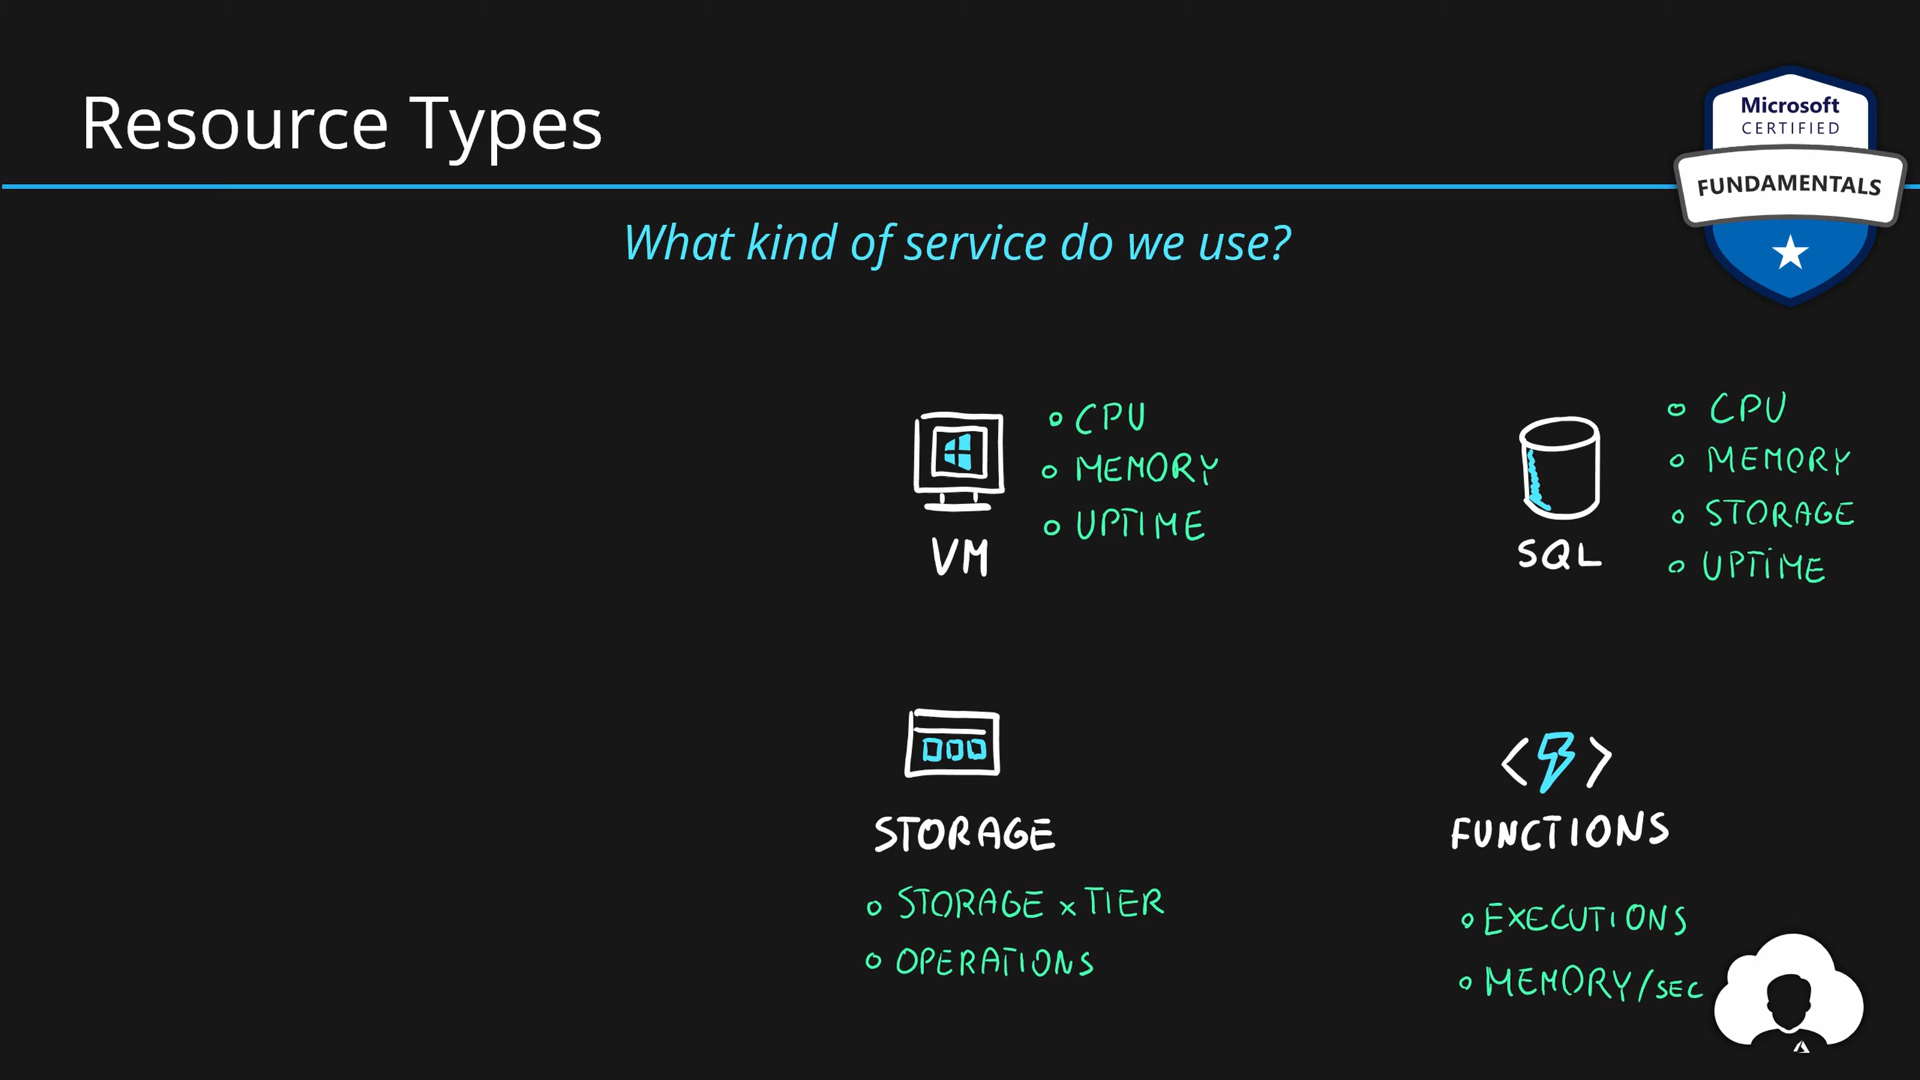 Resource Types
Microsoft
CERTIFIED
FUNDAMENTALS
What kind of service do we use?
CPU
MEMORY
UPTIME
VM
CPU
MEMORY
STORAGE
UPTIME
SQL
STORAGE
STORAGE x TIER
OPERATIONS
FUNCTIONS
EXECUTIONS
MEMORY/SEC